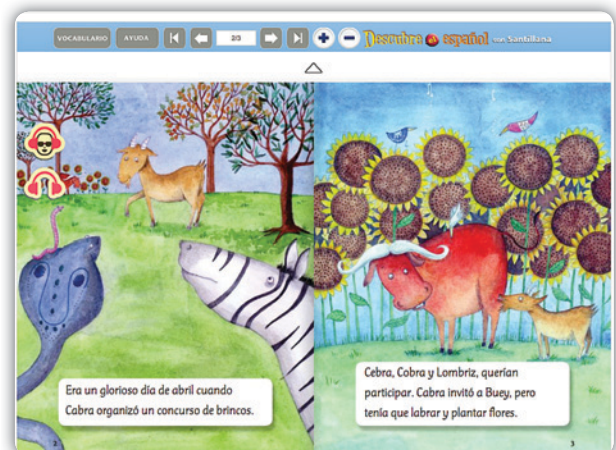 VOCABULARIO AYUDA 2/3 Descubre español con Santillana
Era un glorioso día de abril cuando
Cabra organizó un concurso de brincos.
2
Cebra, Cobra y Lombriz, querían
participar. Cabra invitó a Buey, pero
tenía que labrar y plantar flores.
3